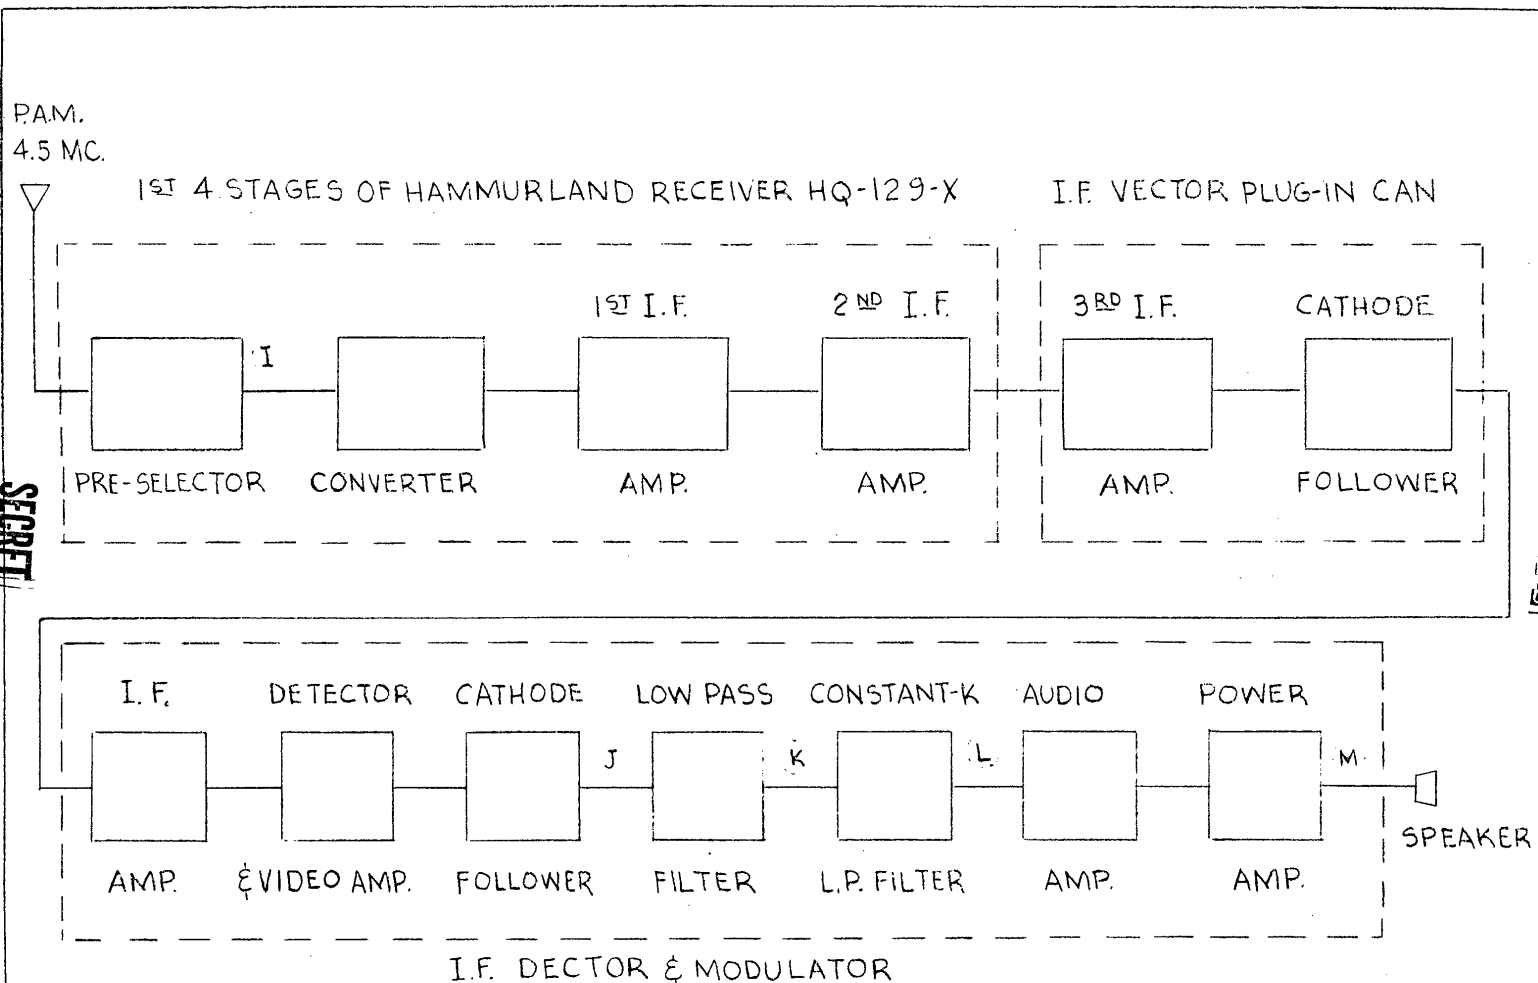 P.A.M.
4.5 MC.
1ST 4 STAGES OF HAMMURLAND RECEIVER HQ-129-X
I.F. VECTOR PLUG-IN CAN
1ST I.F.
2ND I.F.
3RD I.F.
CATHODE
I
PRE-SELECTOR
CONVERTER
AMP.
AMP.
AMP.
FOLLOWER
SECRET
I.F.
DETECTOR
CATHODE
LOW PASS
CONSTANT-K
AUDIO
POWER
J
K
L
M
AMP.
& VIDEO AMP.
FOLLOWER
FILTER
L.P. FILTER
AMP.
AMP.
SPEAKER
I.F. DECTOR & MODULATOR